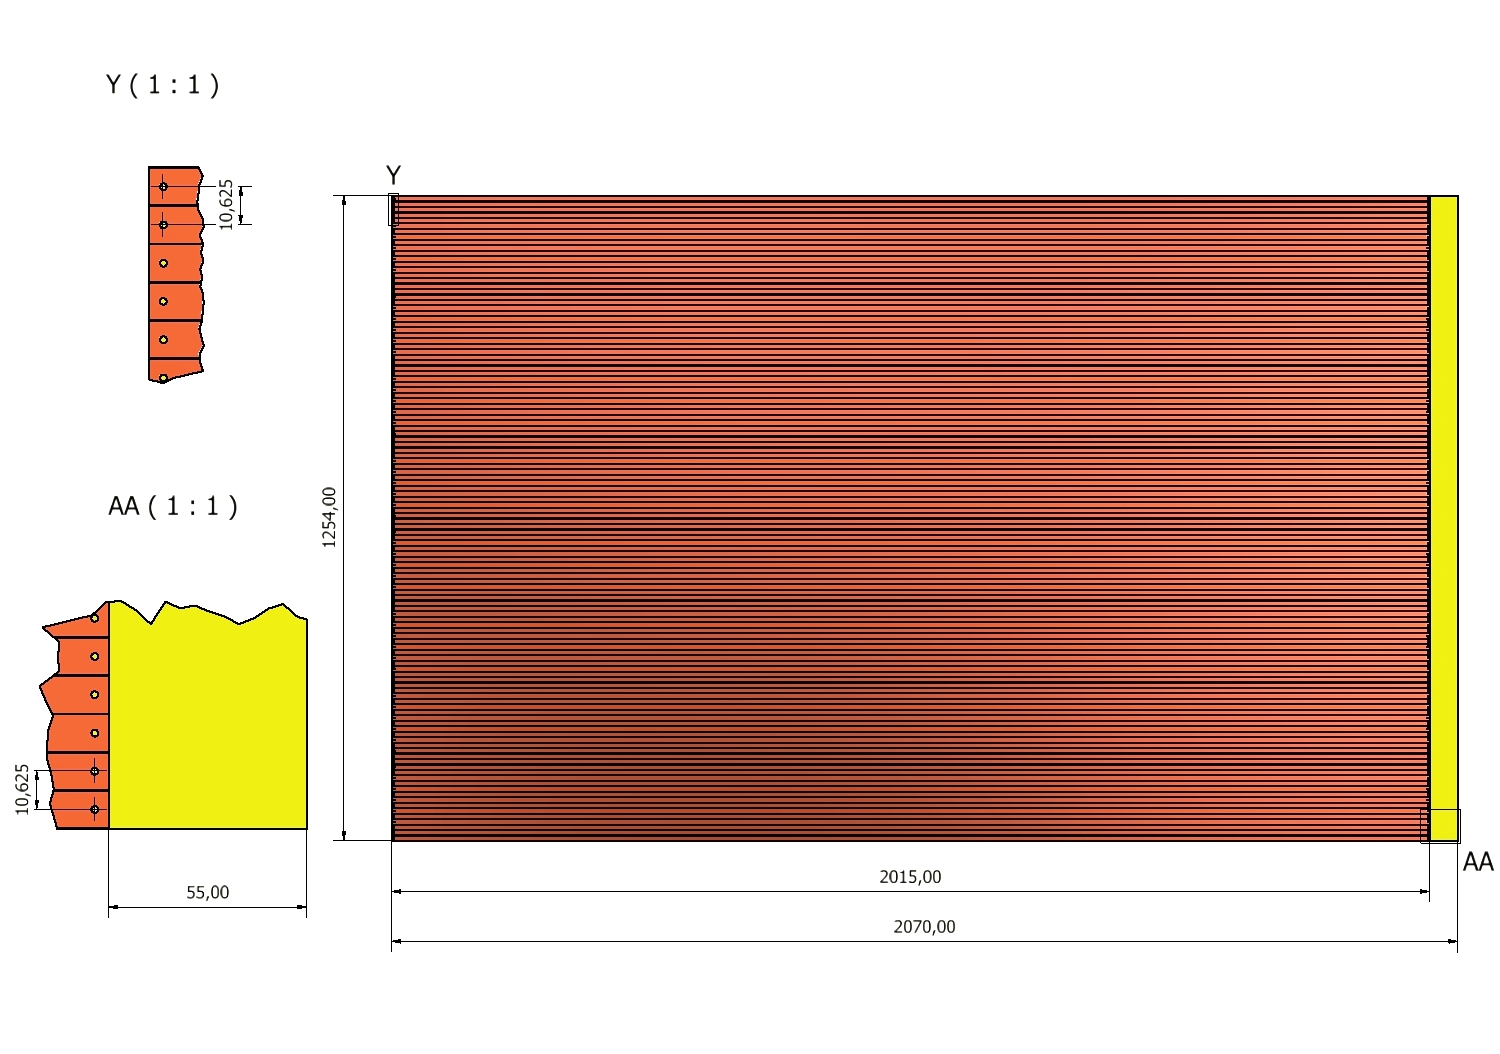 Y ( 1 : 1 )
10,625
Y
1254,00
AA ( 1 : 1 )
10,625
55,00
AA
2015,00
2070,00